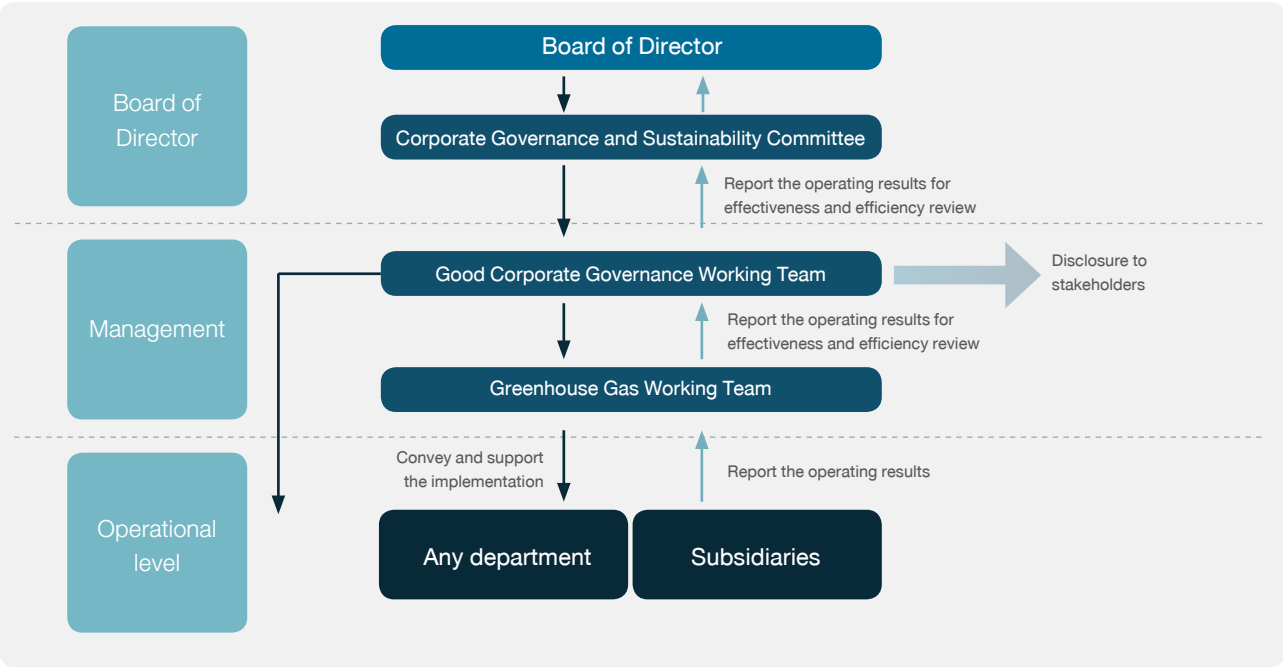 Board of
Director
Board of Director
Corporate Governance and Sustainability Committee
Report the operating results for
effectiveness and efficiency review
Management
Good Corporate Governance Working Team
Disclosure to
stakeholders
Report the operating results for
effectiveness and efficiency review
Greenhouse Gas Working Team
Operational
level
Convey and support
the implementation
Report the operating results
Any department
Subsidiaries